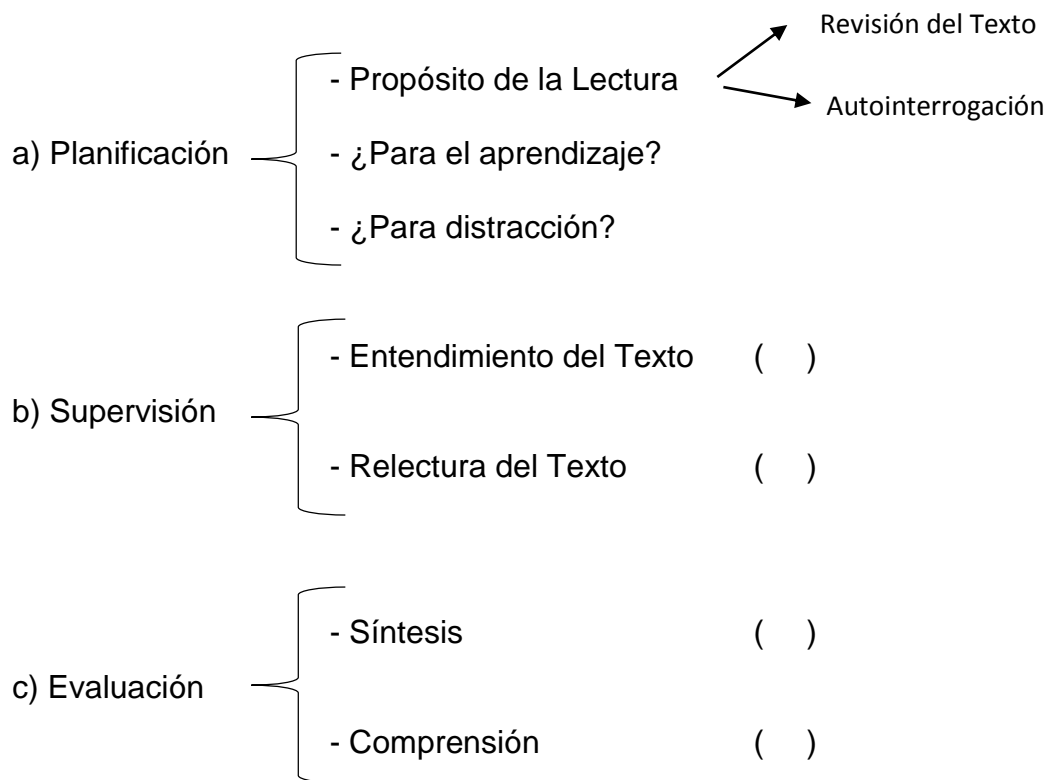 Revisión del Texto
- Propósito de la Lectura
Autointerrogación
a) Planificación
- ¿Para el aprendizaje?
- ¿Para distracción?
- Entendimiento del Texto ( )
b) Supervisión
- Relectura del Texto ( )
- Síntesis ( )
c) Evaluación
- Comprensión ( )